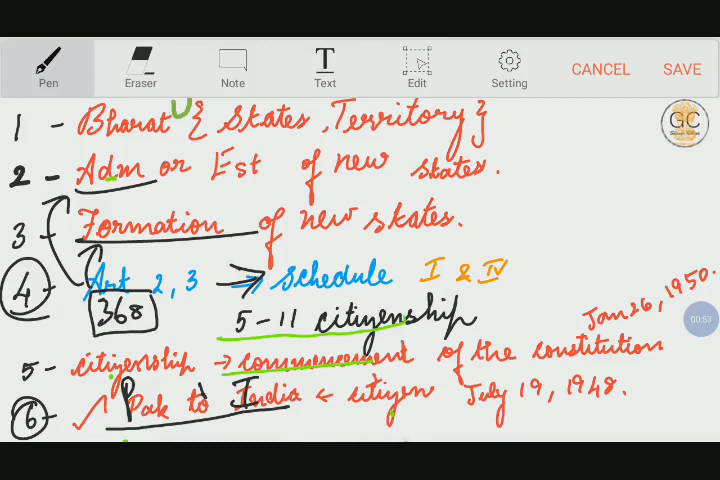 Pen Eraser Note Text Edit Setting CANCEL SAVE
1 - Bharat U { States, Territory }
GC
2 - Adm or Est of new states.
3 - Formation of new states.
4 - Art 2, 3 → schedule I & IV
368
5-11 citizenship
Jan 26, 1950.
00:53
5 - citizenship → commencement of the constitution
6 - ✓ Pak to India ← citizen July 19, 1948.
P I